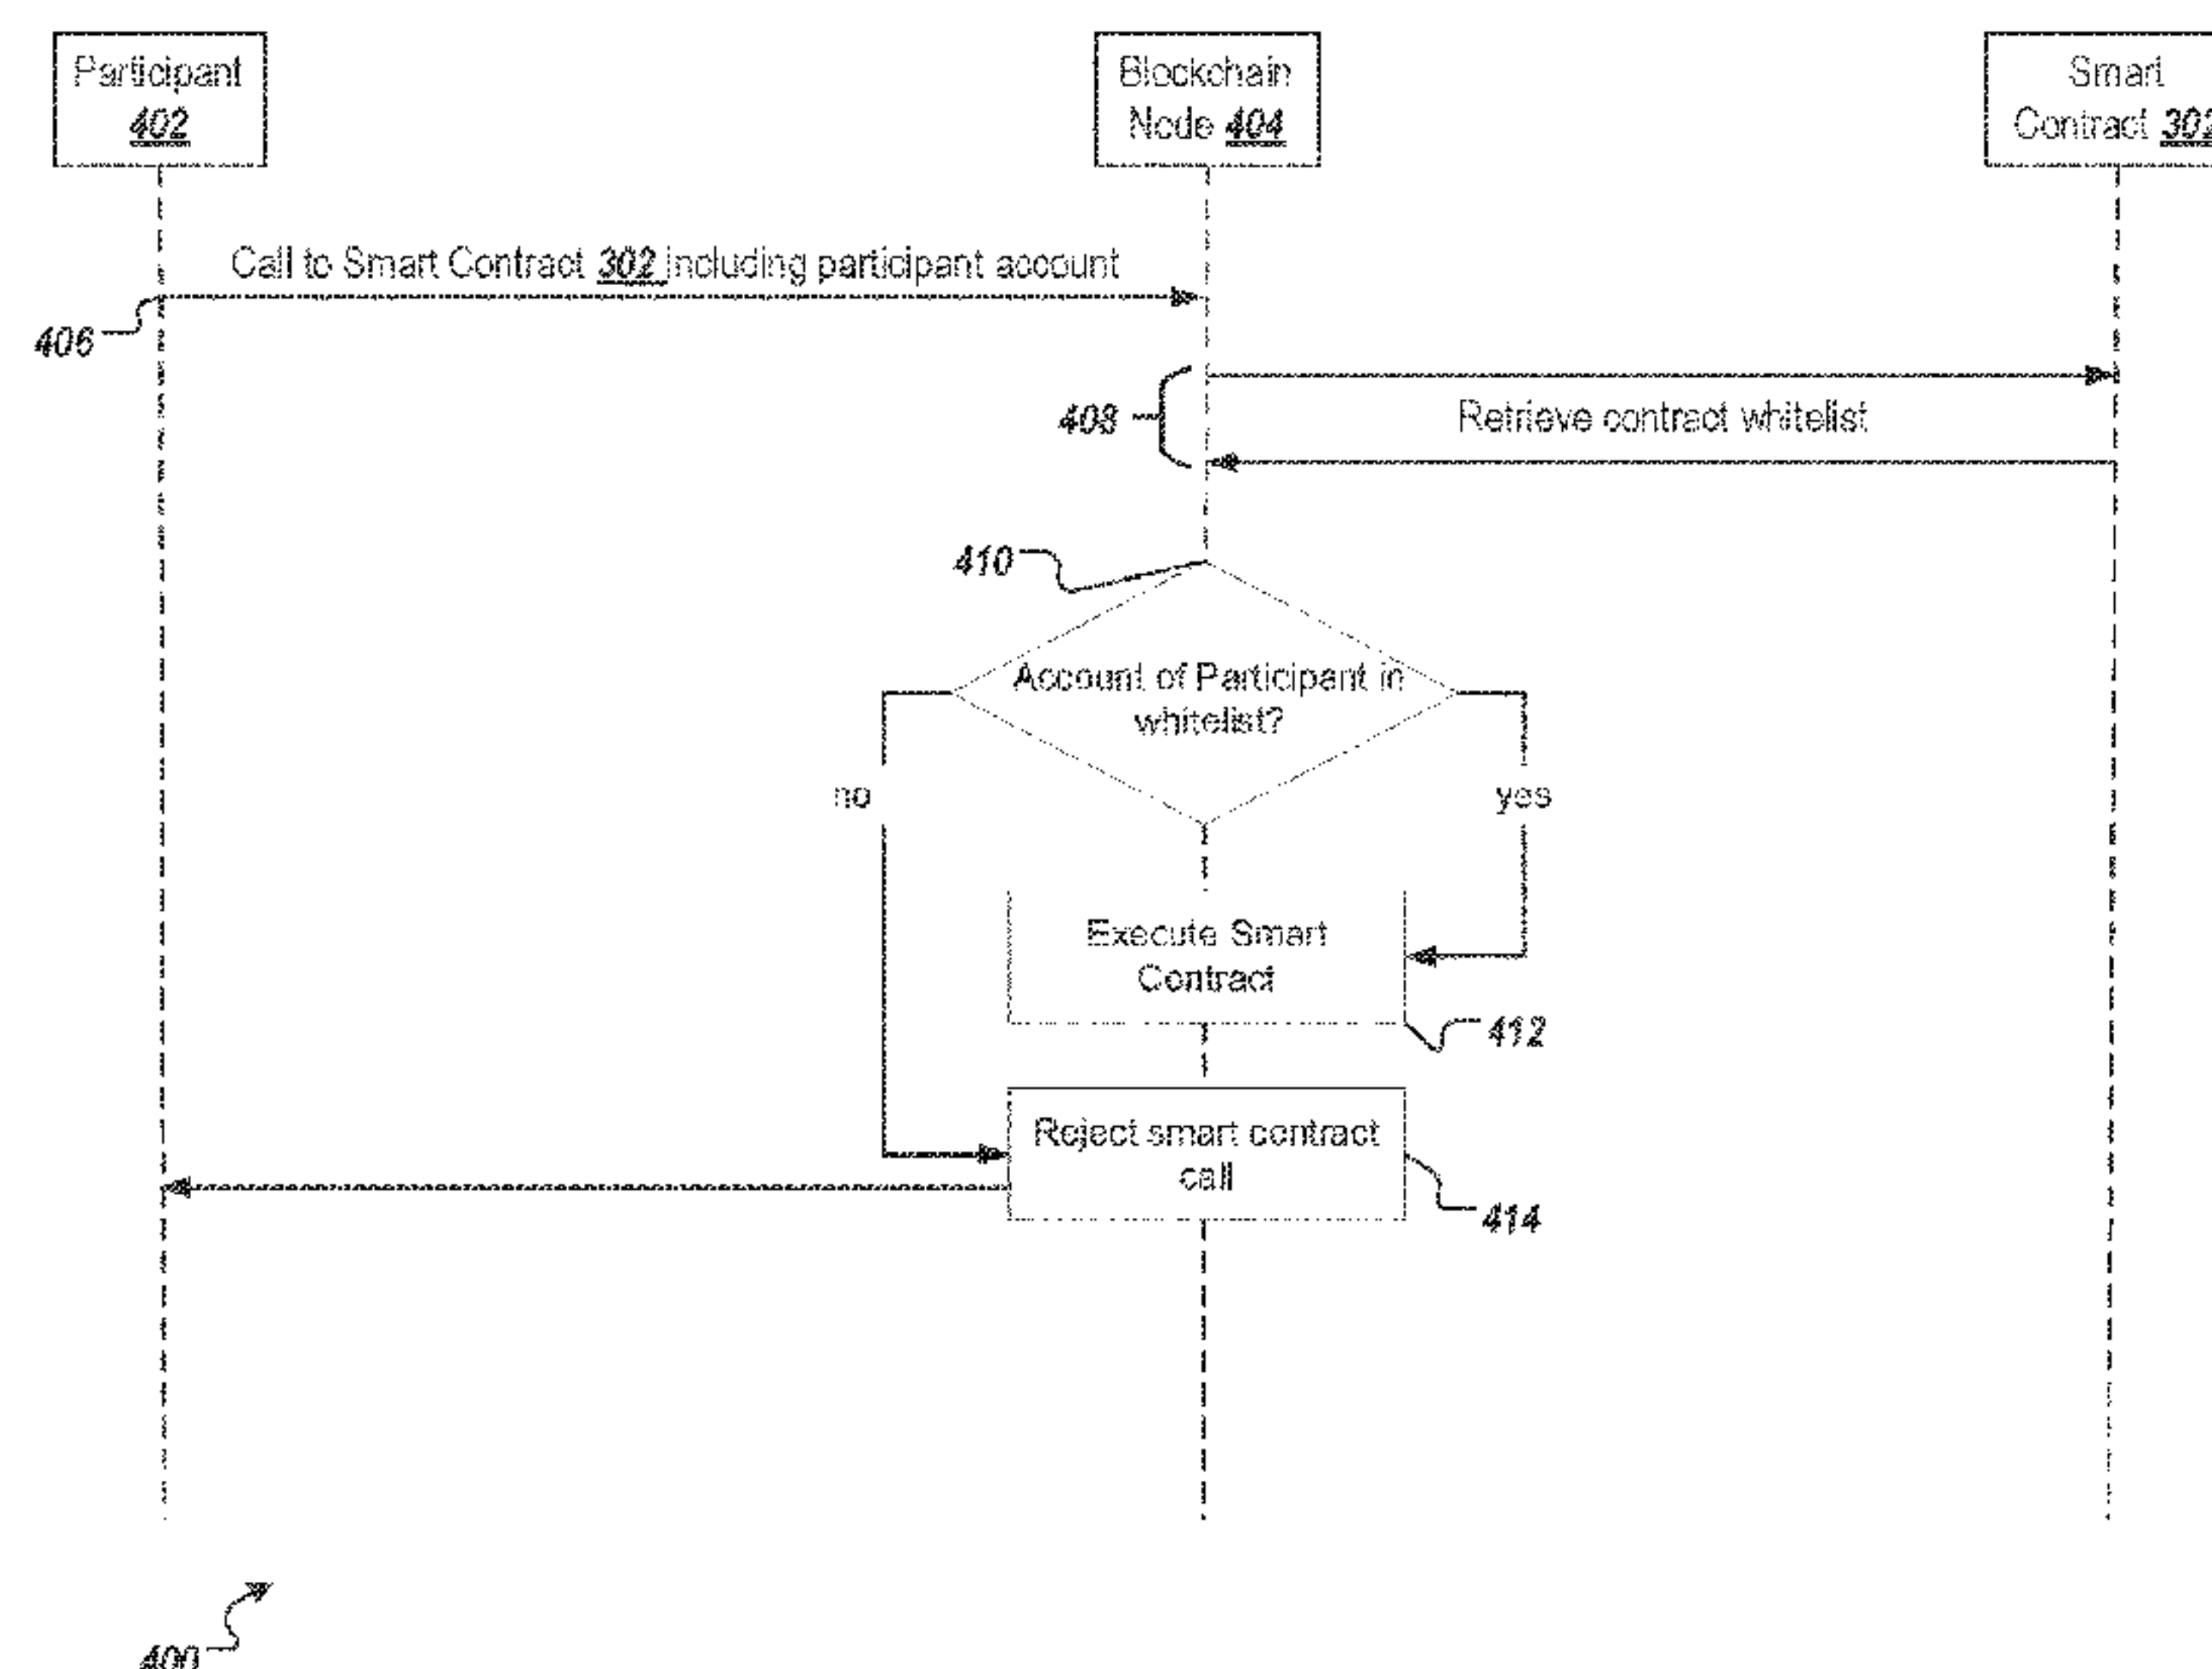 Participant
402
Blockchain
Node 404
Smart
Contract 302
Call to Smart Contract 302 including participant account
406
408
Retrieve contract whitelist
410
Account of Participant in
whitelist?
no
yes
Execute Smart
Contract
412
Reject smart contract
call
414
400